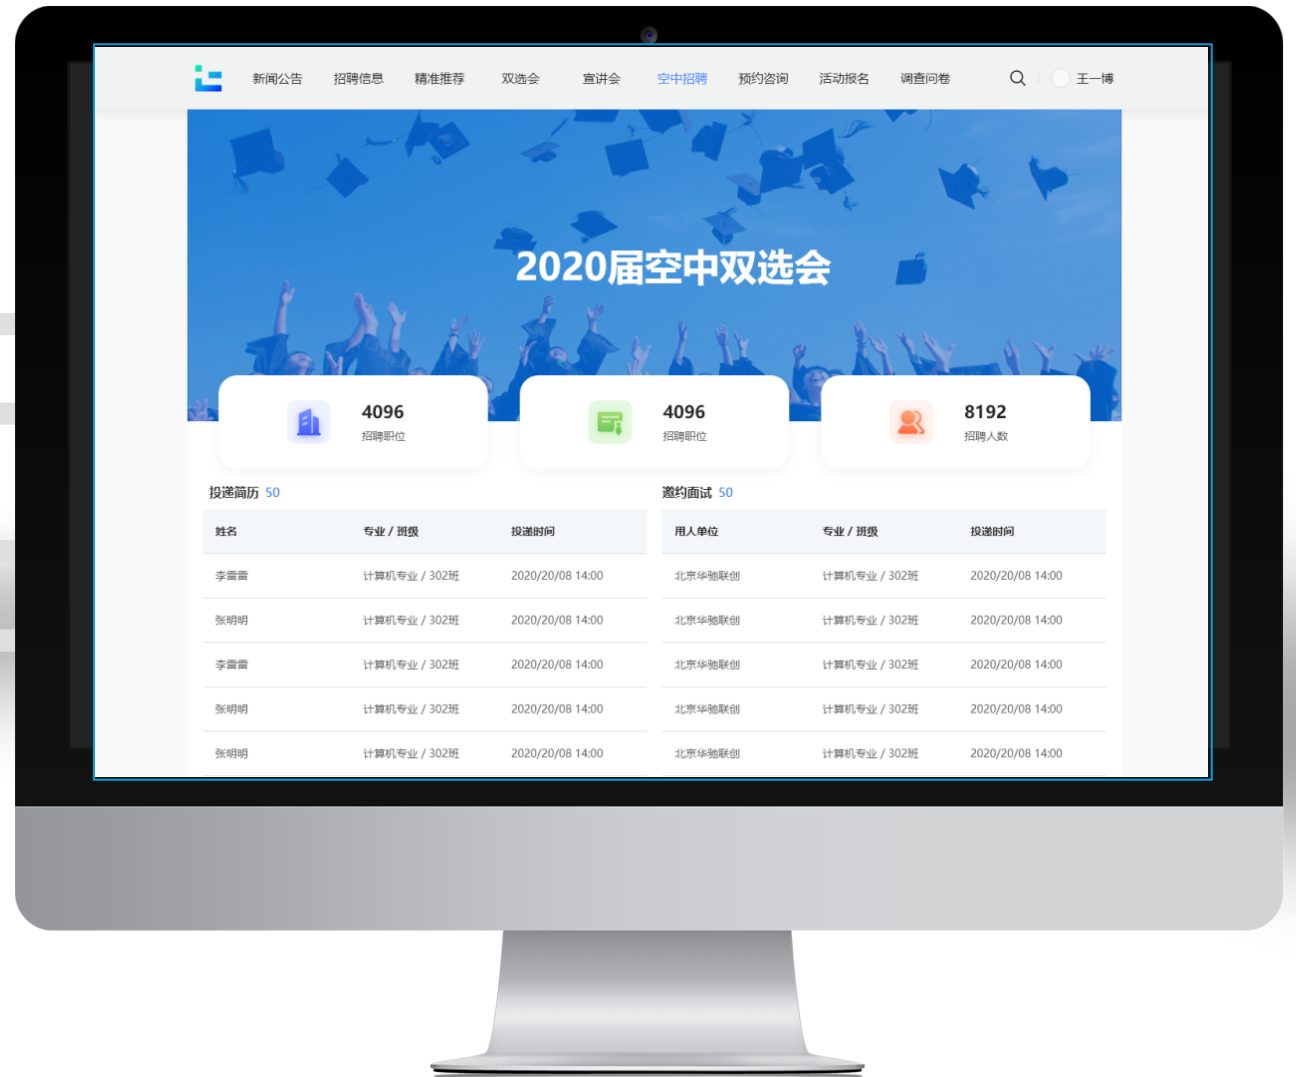 新闻公告 招聘信息 精准推荐 双选会 宣讲会 空中招聘 预约咨询 活动报名 调查问卷 王一博
2020届空中双选会
4096 4096 8192
招聘职位 招聘职位 招聘人数
投递简历 50 邀约面试 50
姓名 专业 / 班级 投递时间 用人单位 专业 / 班级 投递时间
李雷雷 计算机专业 / 302班 2020/20/08 14:00 北京华驰联创 计算机专业 / 302班 2020/20/08 14:00
张明明 计算机专业 / 302班 2020/20/08 14:00 北京华驰联创 计算机专业 / 302班 2020/20/08 14:00
李雷雷 计算机专业 / 302班 2020/20/08 14:00 北京华驰联创 计算机专业 / 302班 2020/20/08 14:00
张明明 计算机专业 / 302班 2020/20/08 14:00 北京华驰联创 计算机专业 / 302班 2020/20/08 14:00
张明明 计算机专业 / 302班 2020/20/08 14:00 北京华驰联创 计算机专业 / 302班 2020/20/08 14:00